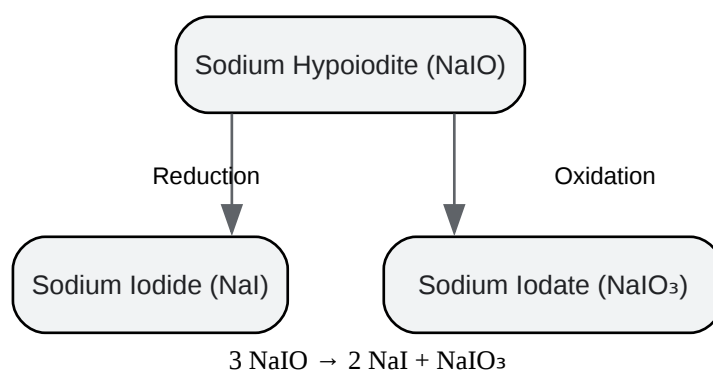 Sodium Hypoiodite (NaIO)
Reduction
Oxidation
Sodium Iodide (NaI)
Sodium Iodate (NaIO₃)
3 NaIO → 2 NaI + NaIO₃